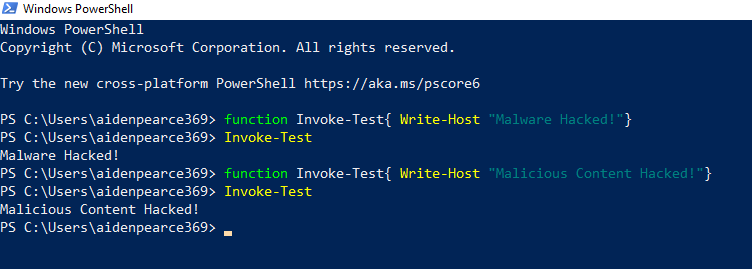 Windows PowerShell
Windows PowerShell
Copyright (C) Microsoft Corporation. All rights reserved.
Try the new cross-platform PowerShell https://aka.ms/pscore6
PS C:\Users\aidenpearce369> function Invoke-Test{ Write-Host "Malware Hacked!"}
PS C:\Users\aidenpearce369> Invoke-Test
Malware Hacked!
PS C:\Users\aidenpearce369> function Invoke-Test{ Write-Host "Malicious Content Hacked!"}
PS C:\Users\aidenpearce369> Invoke-Test
Malicious Content Hacked!
PS C:\Users\aidenpearce369>